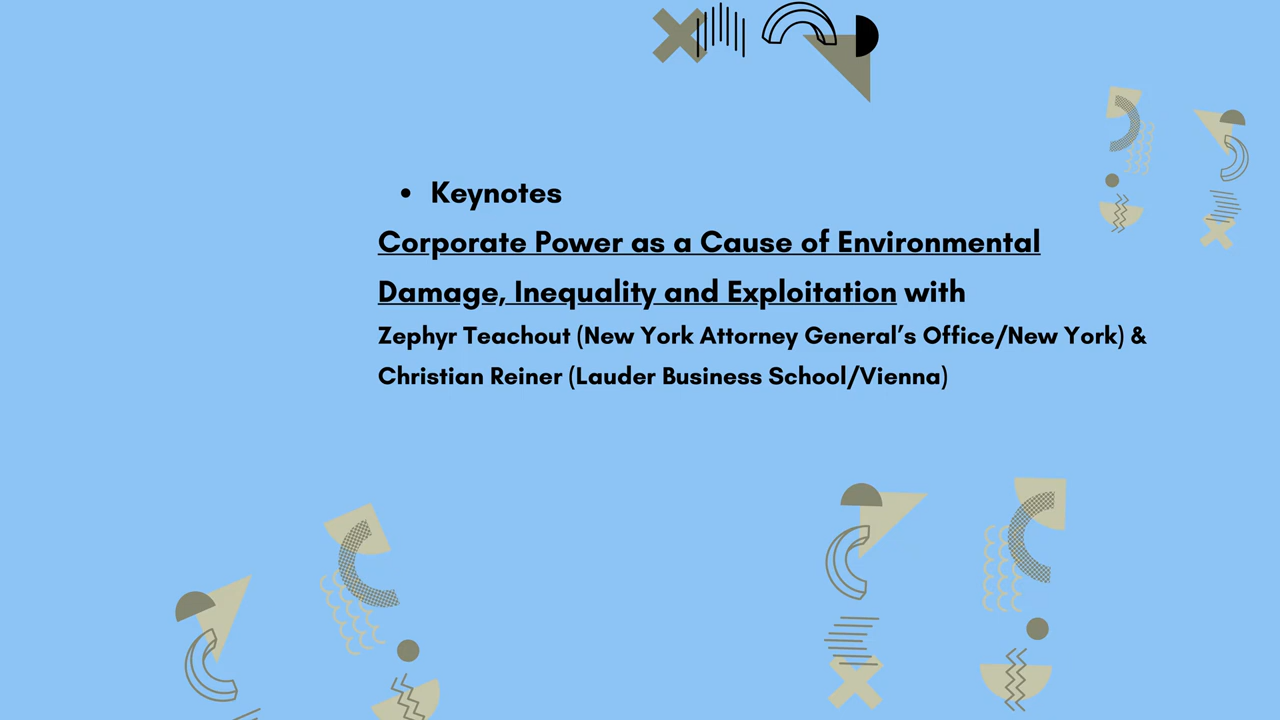 • Keynotes
Corporate Power as a Cause of Environmental
Damage, Inequality and Exploitation with
Zephyr Teachout (New York Attorney General’s Office/New York) &
Christian Reiner (Lauder Business School/Vienna)